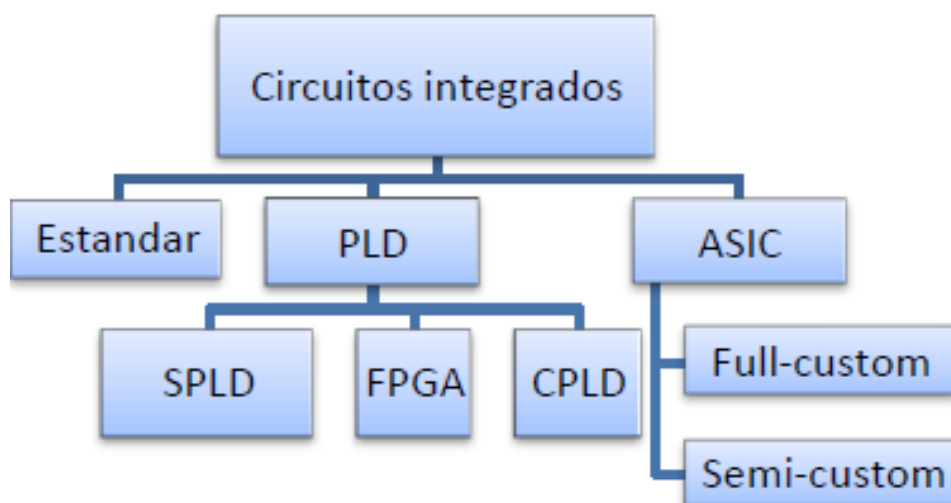 Circuitos integrados
Estandar
PLD
ASIC
SPLD
FPGA
CPLD
Full-custom
Semi-custom